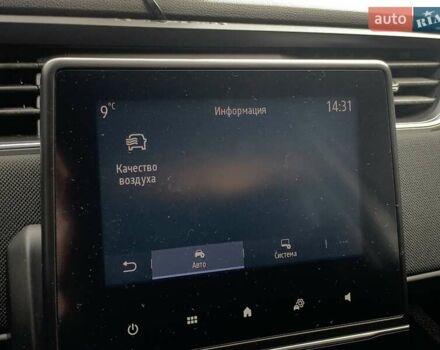 auto RIA
9°C
Информация
14:31
Качество
воздуха
Авто
Система